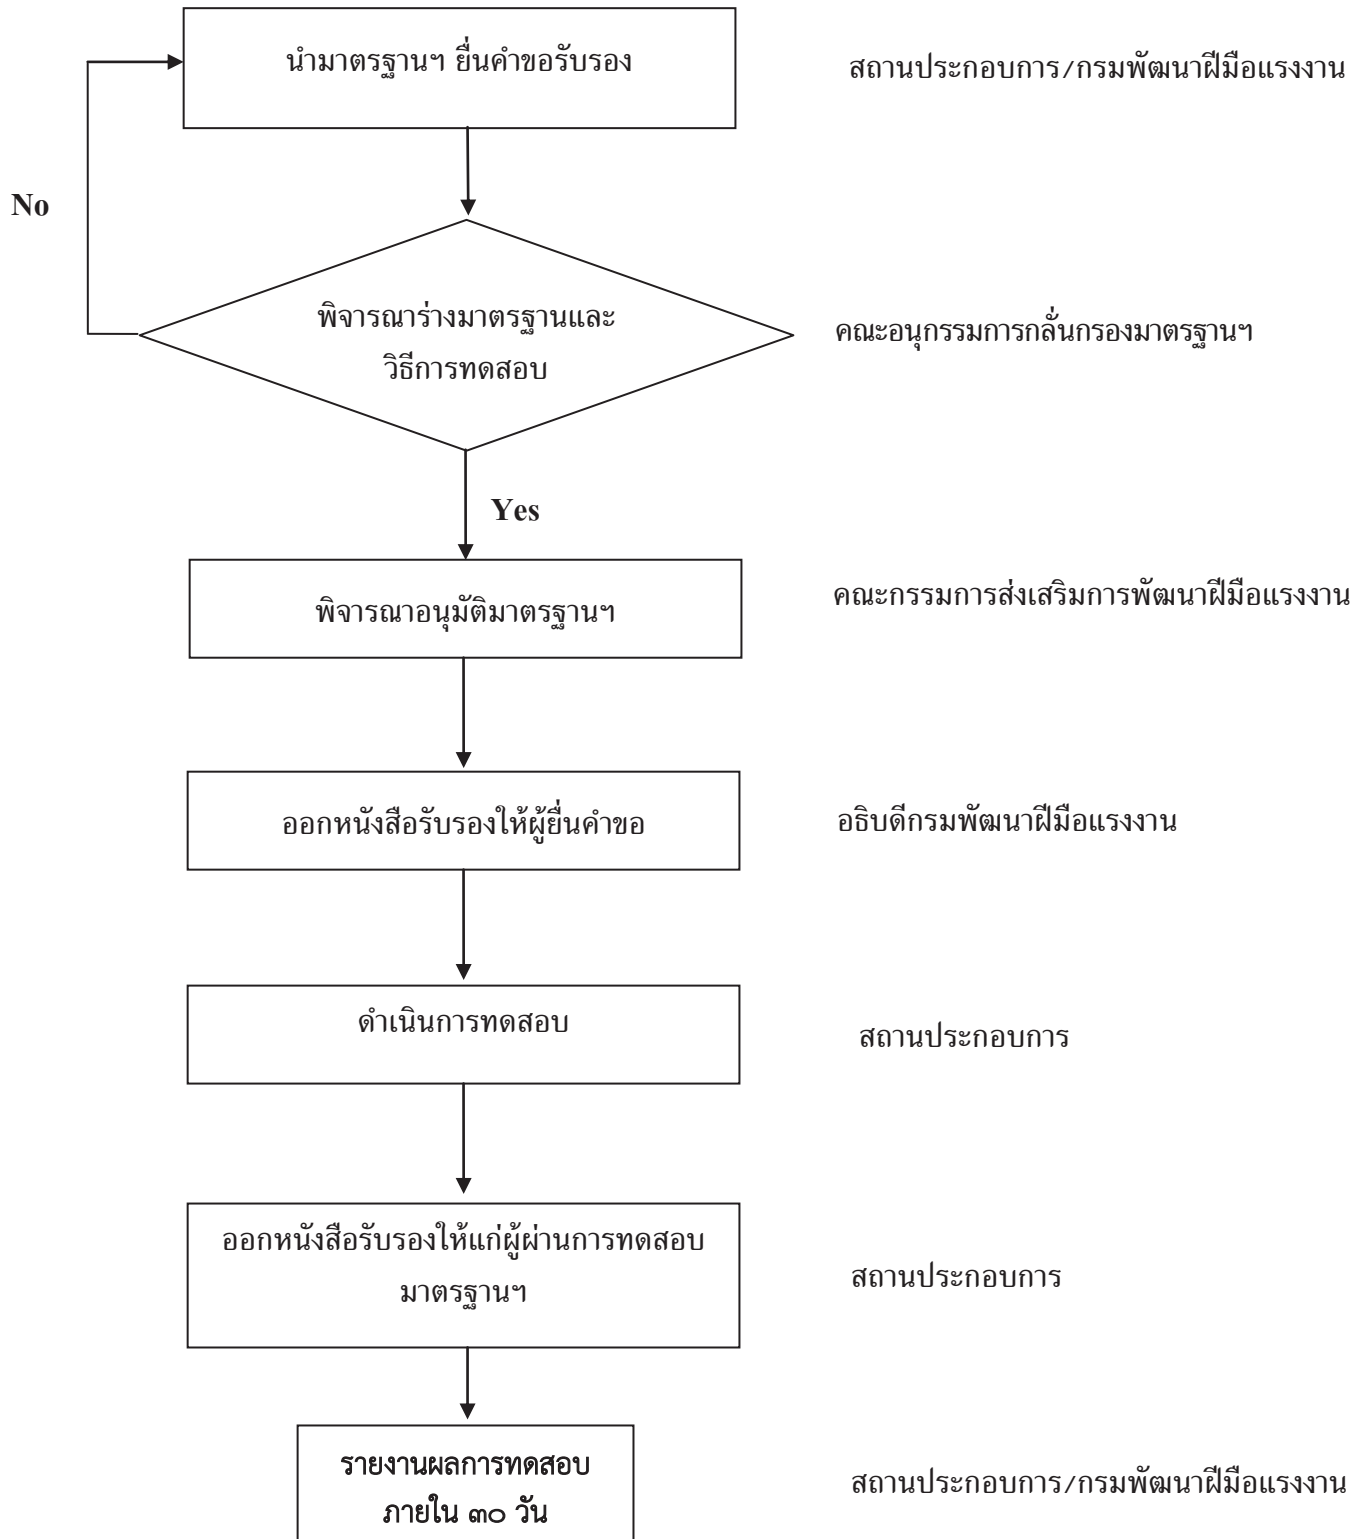 นำมาตรฐานฯ ยื่นคำขอรับรอง
สถานประกอบการ/กรมพัฒนาฝีมือแรงงาน
No
พิจารณาร่างมาตรฐานและ
วิธีการทดสอบ
คณะอนุกรรมการกลั่นกรองมาตรฐานฯ
Yes
พิจารณาอนุมัติมาตรฐานฯ
คณะกรรมการส่งเสริมการพัฒนาฝีมือแรงงาน
ออกหนังสือรับรองให้ผู้ยื่นคำขอ
อธิบดีกรมพัฒนาฝีมือแรงงาน
ดำเนินการทดสอบ
สถานประกอบการ
ออกหนังสือรับรองให้แก่ผู้ผ่านการทดสอบ
มาตรฐานฯ
สถานประกอบการ
รายงานผลการทดสอบ
ภายใน ๓๐ วัน
สถานประกอบการ/กรมพัฒนาฝีมือแรงงาน